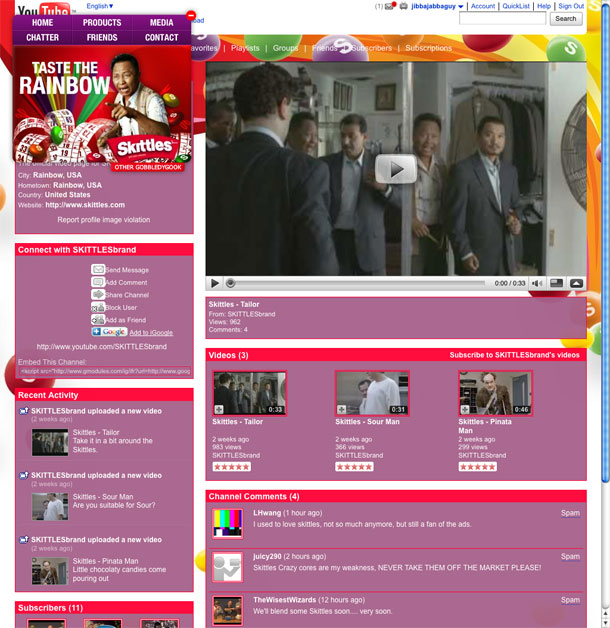 YouTube
English
(1)
jibbajabbaguy
Account
QuickList
Help
Sign Out
Search
HOME
PRODUCTS
MEDIA
CHATTER
FRIENDS
CONTACT
TASTE THE
RAINBOW
Skittles
OTHER GOBBLEDYGOOK
avorites | Playlists | Groups | Friends | Subscribers | Subscriptions
City: Rainbow, USA
Hometown: Rainbow, USA
Country: United States
Website: http://www.skittles.com
Report profile image violation
Connect with SKITTLESbrand
Send Message
Add Comment
Share Channel
Block User
Add as Friend
Google Add to iGoogle
http://www.youtube.com/SKITTLESbrand
Embed This Channel:
<script src="http://www.gmodules.com/ig/ifr?url=http://www.goog
Recent Activity
SKITTLESbrand uploaded a new video
(2 weeks ago)
Skittles - Tailor
Take it in a bit around the
Skittles.
SKITTLESbrand uploaded a new video
(2 weeks ago)
Skittles - Sour Man
Are you suitable for Sour?
SKITTLESbrand uploaded a new video
(2 weeks ago)
Skittles - Pinata Man
Little chocolaty candies come
pouring out
Subscribers (11)
0:00 / 0:33
Skittles - Tailor
From: SKITTLESbrand
Views: 962
Comments: 4
Videos (3)
Subscribe to SKITTLESbrand's videos
0:33
Skittles - Tailor
2 weeks ago
983 views
SKITTLESbrand
0:31
Skittles - Sour Man
2 weeks ago
366 views
SKITTLESbrand
0:46
Skittles - Pinata
Man
2 weeks ago
299 views
SKITTLESbrand
Channel Comments (4)
LHwang (1 hour ago)
Spam
I used to love skittles, not so much anymore, but still a fan of the ads.
juicy290 (2 hours ago)
Spam
Skittles Crazy cores are my weakness, NEVER TAKE THEM OFF THE MARKET PLEASE!
TheWisestWizards (12 hours ago)
Spam
We'll blend some Skittles soon.... very soon.